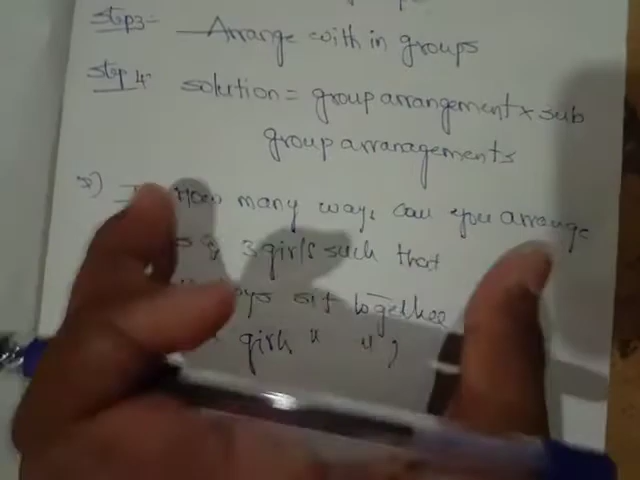 Step3:- Arrange with in groups
Step 4: solution = group arrangement x sub
group arranagements
How many ways can you arrange
& 3 girls such that
sit together
girls " " ,